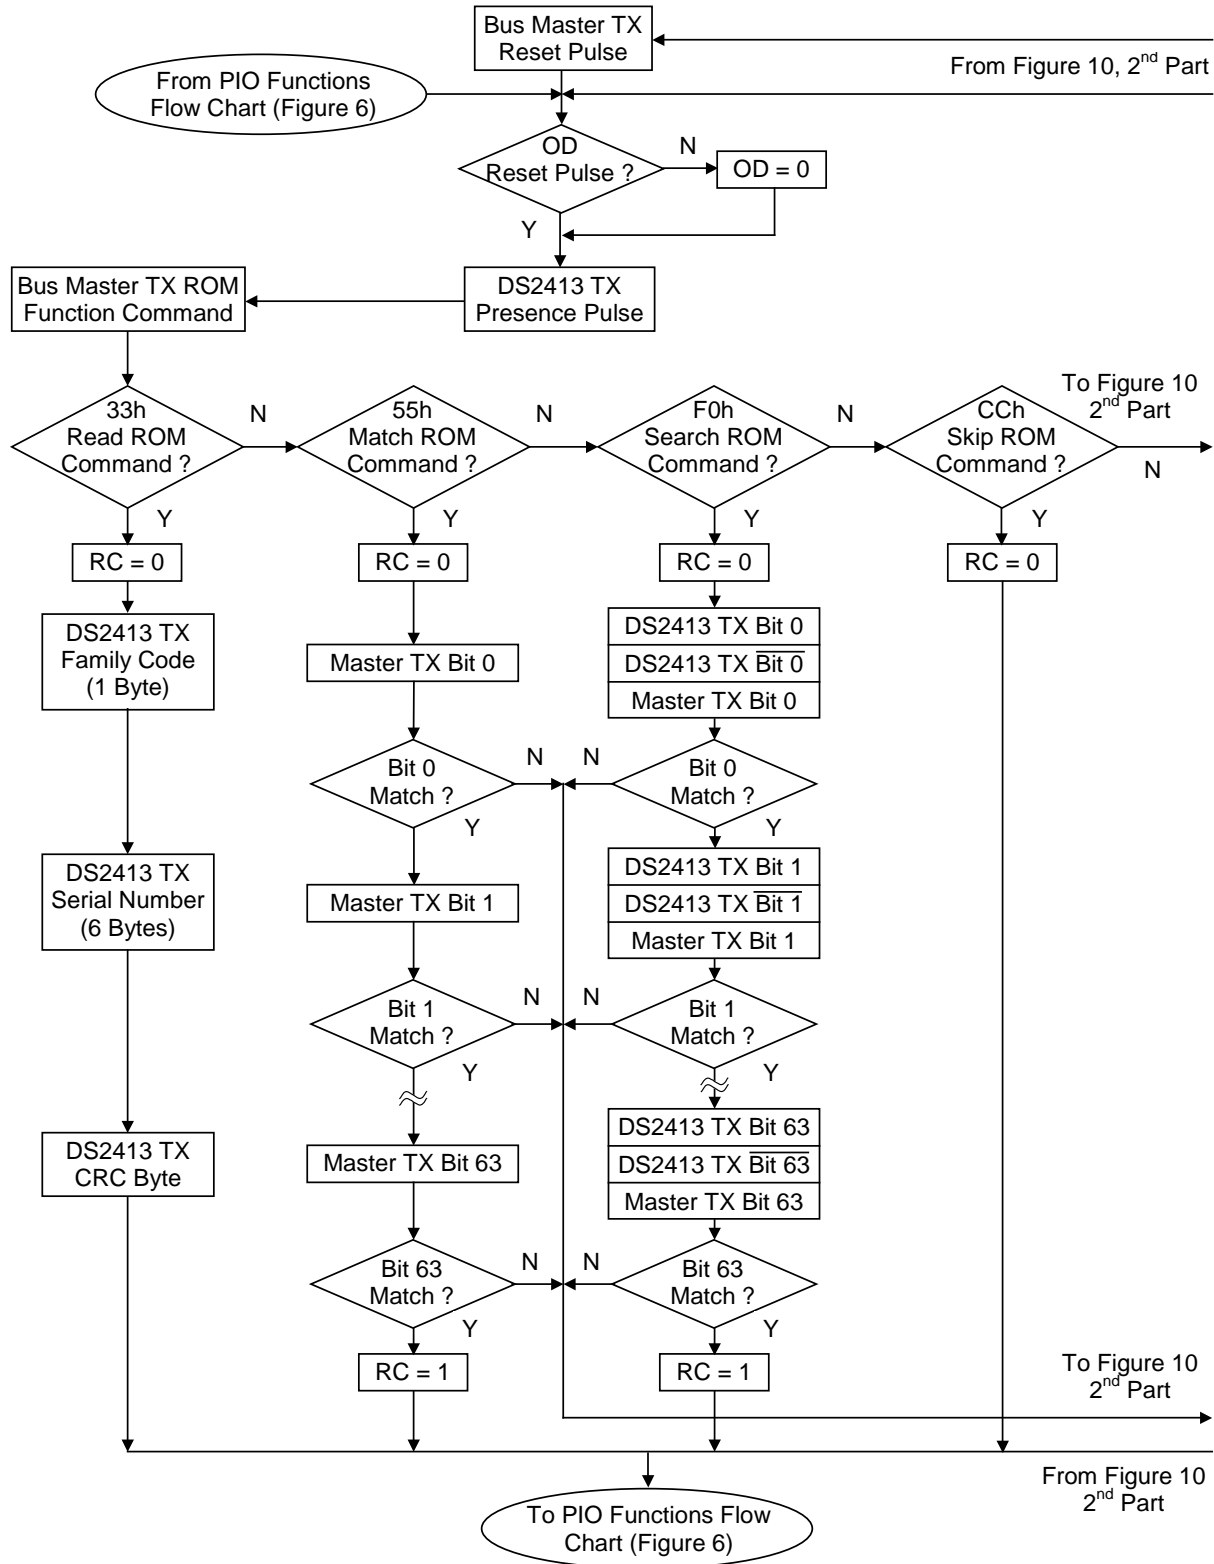 Bus Master TX
Reset Pulse
From Figure 10, 2nd Part
From PIO Functions
Flow Chart (Figure 6)
OD
Reset Pulse ?
N
OD = 0
Y
Bus Master TX ROM
Function Command
DS2413 TX
Presence Pulse
33h
Read ROM
Command ?
N
55h
Match ROM
Command ?
N
F0h
Search ROM
Command ?
N
CCh
Skip ROM
Command ?
To Figure 10
2nd Part
N
Y
Y
Y
Y
RC = 0
RC = 0
RC = 0
RC = 0
DS2413 TX
Family Code
(1 Byte)
Master TX Bit 0
DS2413 TX Bit 0
DS2413 TX B̅i̅t̅ ̅0̅
Master TX Bit 0
Bit 0
Match ?
N
N
Bit 0
Match ?
Y
Y
DS2413 TX
Serial Number
(6 Bytes)
Master TX Bit 1
DS2413 TX Bit 1
DS2413 TX B̅i̅t̅ ̅1̅
Master TX Bit 1
Bit 1
Match ?
N
N
Bit 1
Match ?
Y
Y
DS2413 TX
CRC Byte
Master TX Bit 63
DS2413 TX Bit 63
DS2413 TX B̅i̅t̅ ̅6̅3̅
Master TX Bit 63
Bit 63
Match ?
N
N
Bit 63
Match ?
Y
Y
RC = 1
RC = 1
To Figure 10
2nd Part
From Figure 10
2nd Part
To PIO Functions Flow
Chart (Figure 6)